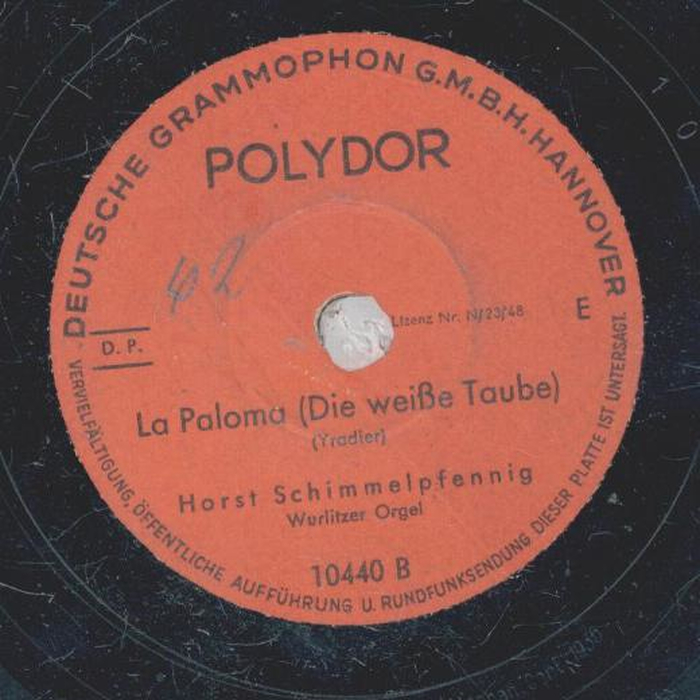 DEUTSCHE GRAMMOPHON G.M.B.H. HANNOVER
POLYDOR
42
Lizenz Nr. N/23/48
E
D. P.
La Paloma (Die weiße Taube)
(Yradier)
Horst Schimmelpfennig
Wurlitzer Orgel
10440 B
VERVIELFÄLTIGUNG, ÖFFENTLICHE AUFFÜHRUNG U. RUNDFUNKSENDUNG DIESER PLATTE IST UNTERSAGT.